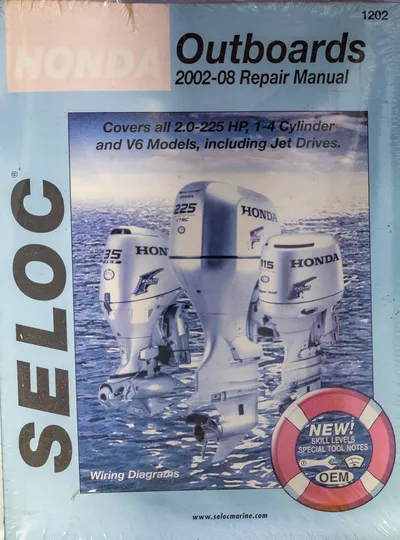 1202
HONDA
Outboards
2002-08 Repair Manual
Covers all 2.0-225 HP, 1-4 Cylinder
and V6 Models, including Jet Drives.
SELOC®
225
HONDA
HONDA
115
HONDA
NEW!
SKILL LEVELS
SPECIAL TOOL NOTES
OEM
Wiring Diagrams
www.selocmarine.com